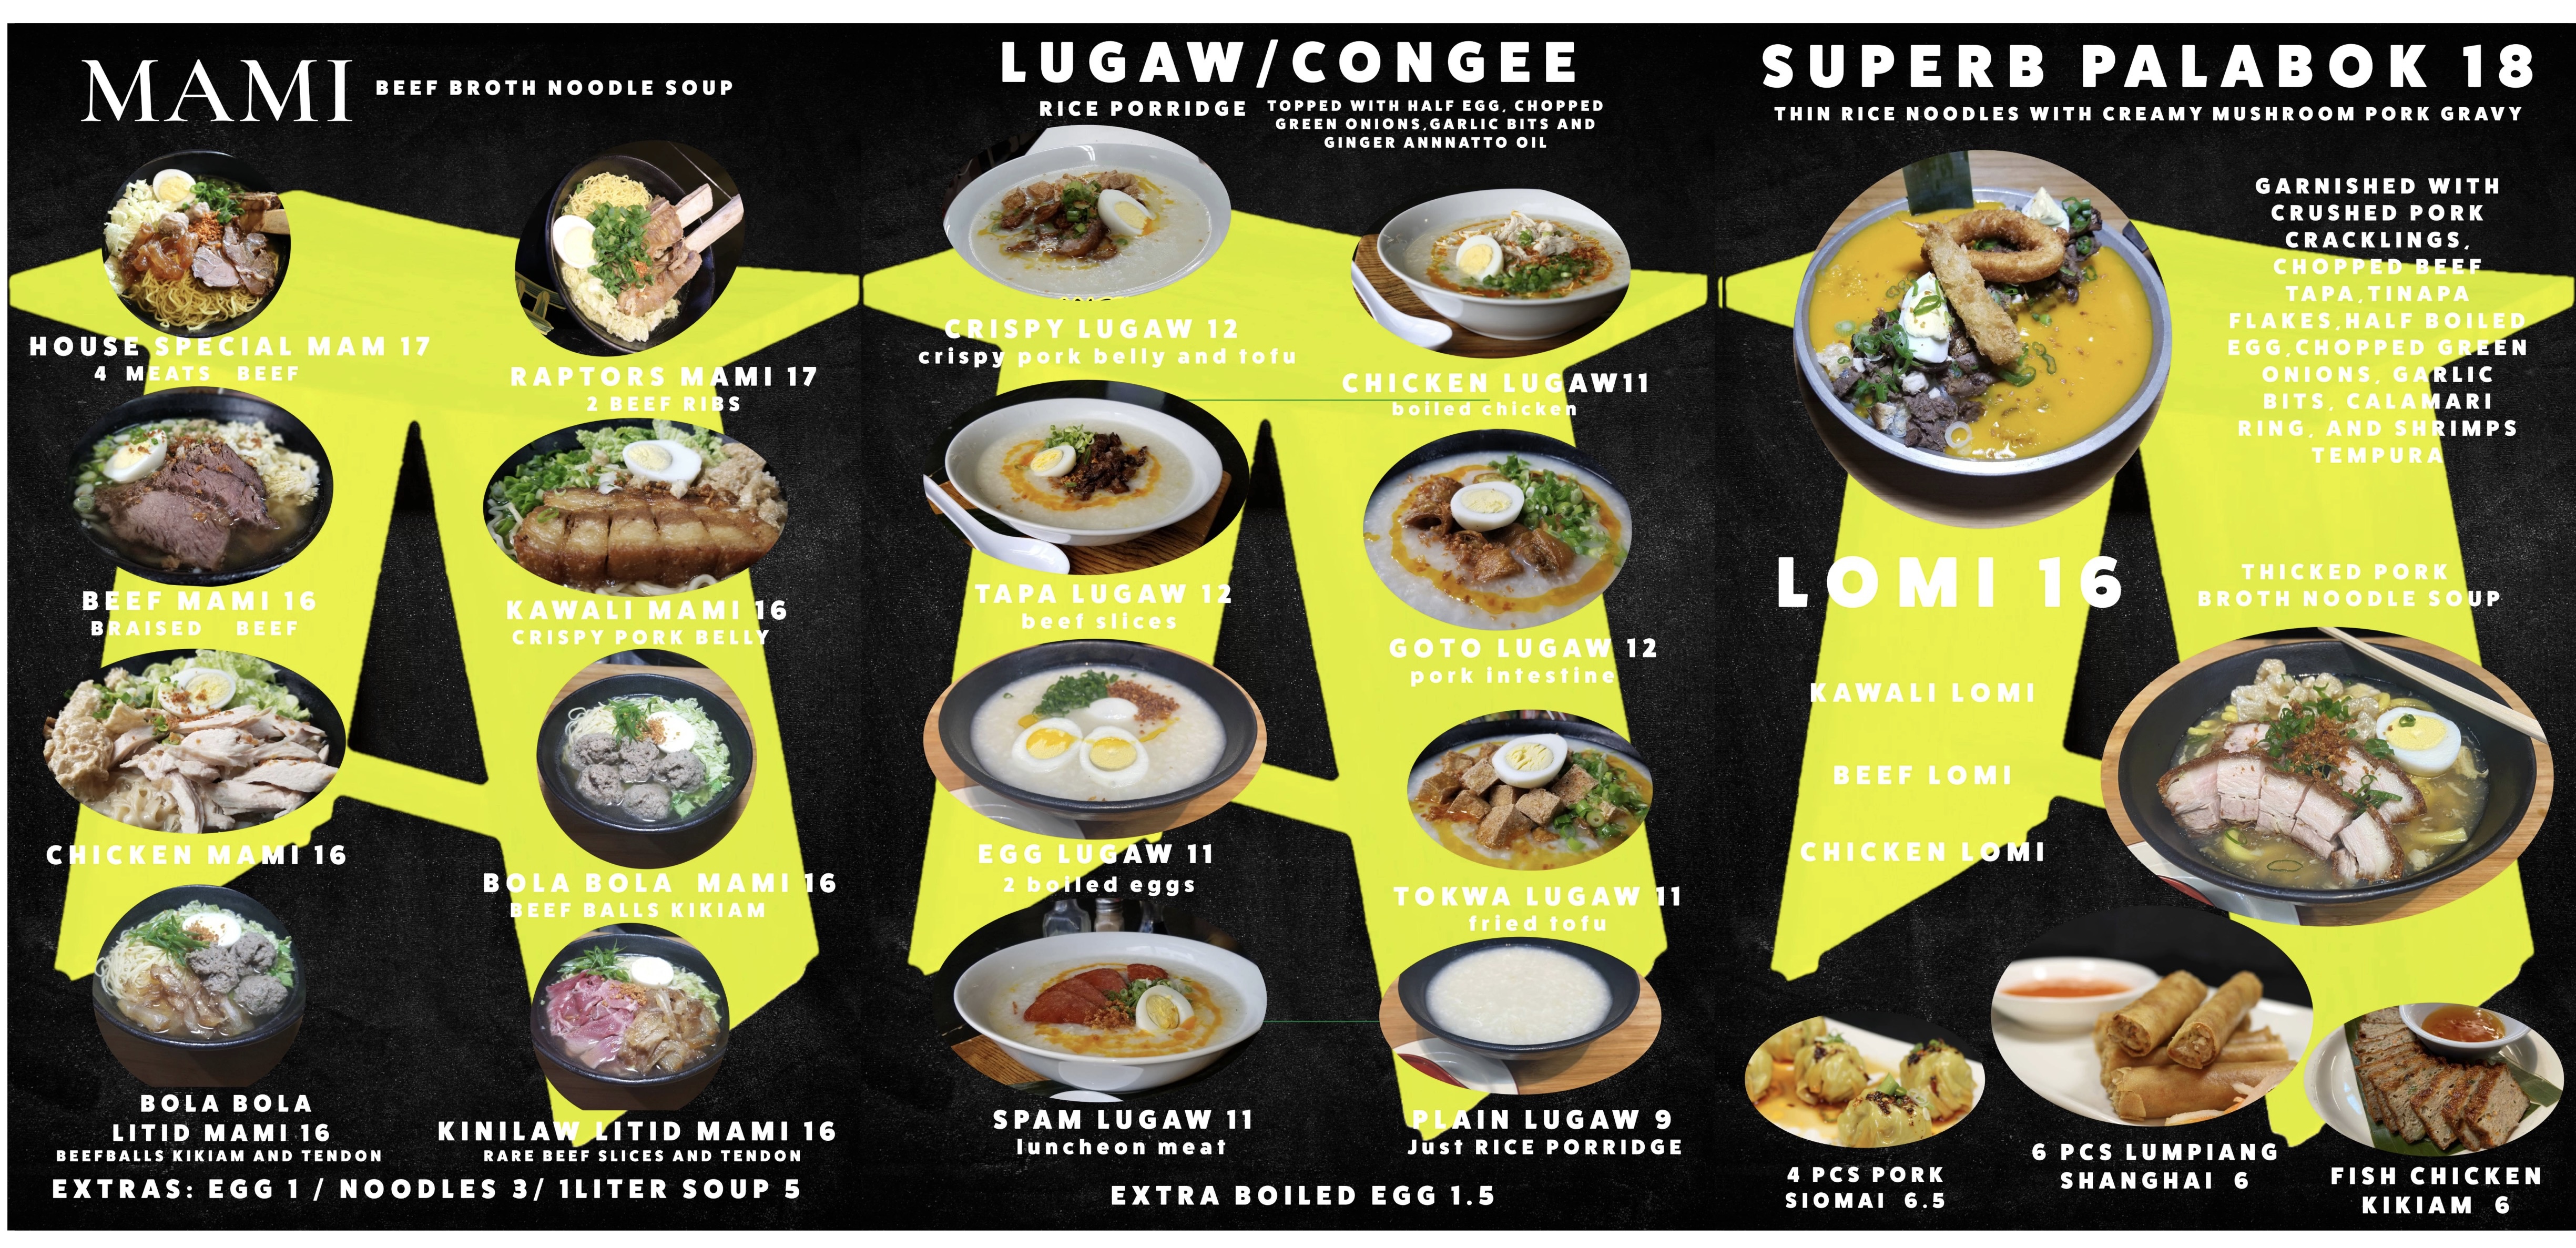 MAMI BEEF BROTH NOODLE SOUP
HOUSE SPECIAL MAM 17
4 MEATS BEEF
RAPTORS MAMI 17
2 BEEF RIBS
BEEF MAMI 16
BRAISED BEEF
KAWALI MAMI 16
CRISPY PORK BELLY
CHICKEN MAMI 16
BOLA BOLA MAMI 16
BEEF BALLS KIKIAM
BOLA BOLA
LITID MAMI 16
BEEFBALLS KIKIAM AND TENDON
KINILAW LITID MAMI 16
RARE BEEF SLICES AND TENDON
EXTRAS: EGG 1 / NOODLES 3/ 1LITER SOUP 5
LUGAW/CONGEE
RICE PORRIDGE
TOPPED WITH HALF EGG, CHOPPED
GREEN ONIONS,GARLIC BITS AND
GINGER ANNNATTO OIL
CRISPY LUGAW 12
crispy pork belly and tofu
CHICKEN LUGAW11
boiled chicken
TAPA LUGAW 12
beef slices
GOTO LUGAW 12
pork intestine
EGG LUGAW 11
2 boiled eggs
TOKWA LUGAW 11
fried tofu
SPAM LUGAW 11
luncheon meat
PLAIN LUGAW 9
Just RICE PORRIDGE
EXTRA BOILED EGG 1.5
SUPERB PALABOK 18
THIN RICE NOODLES WITH CREAMY MUSHROOM PORK GRAVY
GARNISHED WITH
CRUSHED PORK
CRACKLINGS,
CHOPPED BEEF
TAPA,TINAPA
FLAKES,HALF BOILED
EGG,CHOPPED GREEN
ONIONS, GARLIC
BITS, CALAMARI
RING, AND SHRIMPS
TEMPURA
LOMI 16
THICKED PORK
BROTH NOODLE SOUP
KAWALI LOMI
BEEF LOMI
CHICKEN LOMI
4 PCS PORK
SIOMAI 6.5
6 PCS LUMPIANG
SHANGHAI 6
FISH CHICKEN
KIKIAM 6